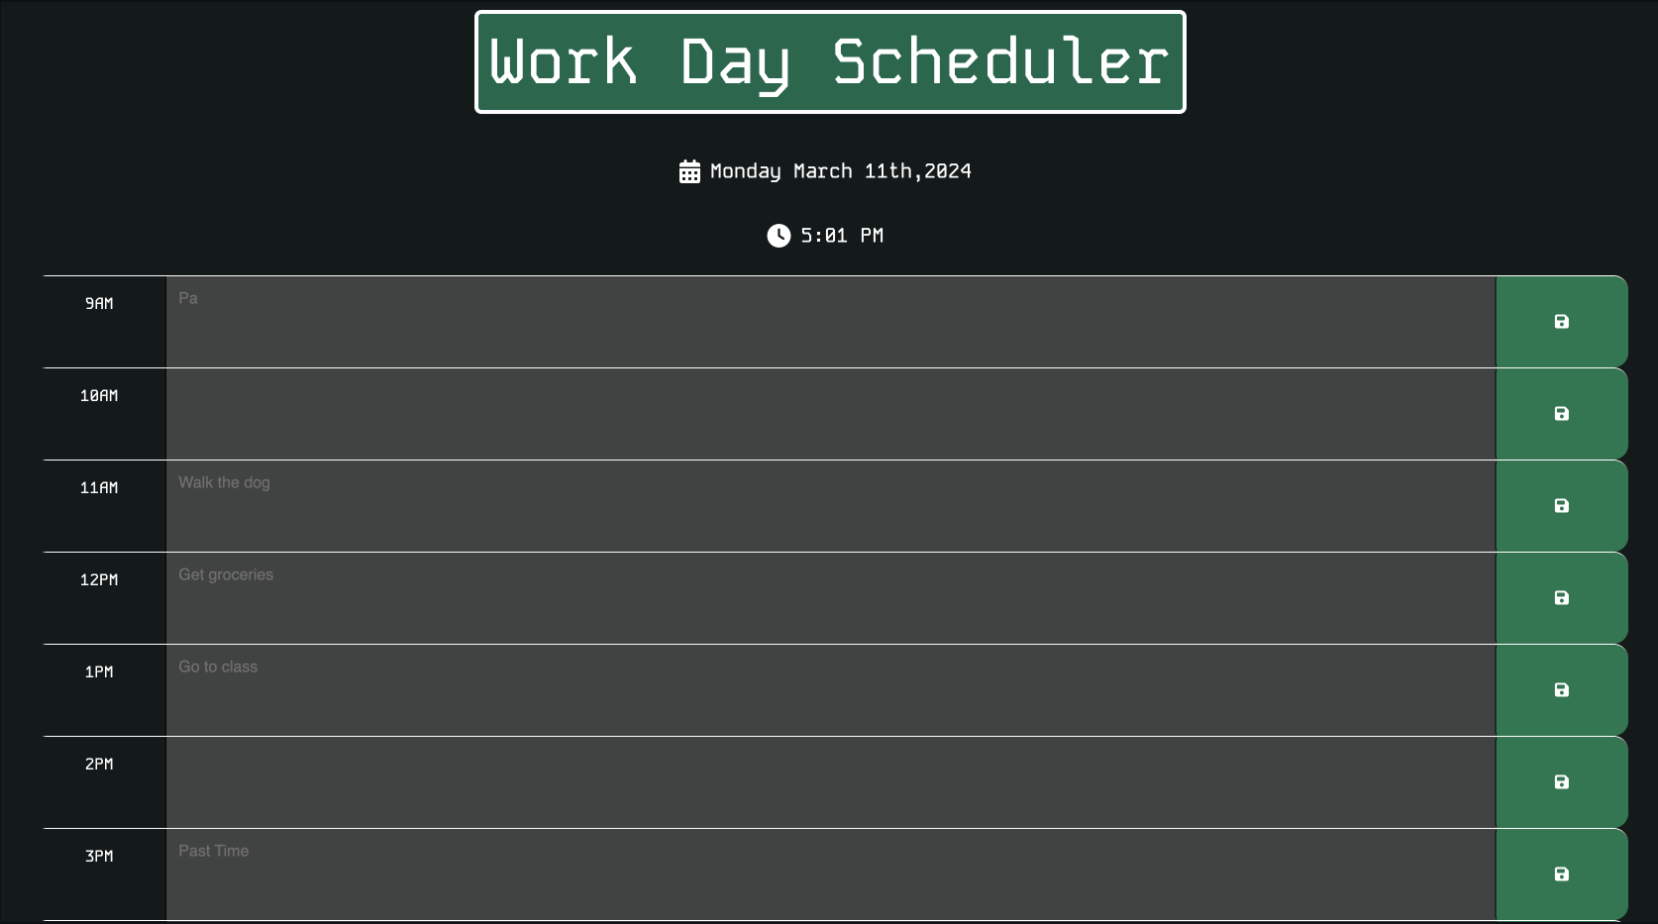 Work Day Scheduler
Monday March 11th,2024
5:01 PM
9AM
Pa
10AM
11AM
Walk the dog
12PM
Get groceries
1PM
Go to class
2PM
3PM
Past Time